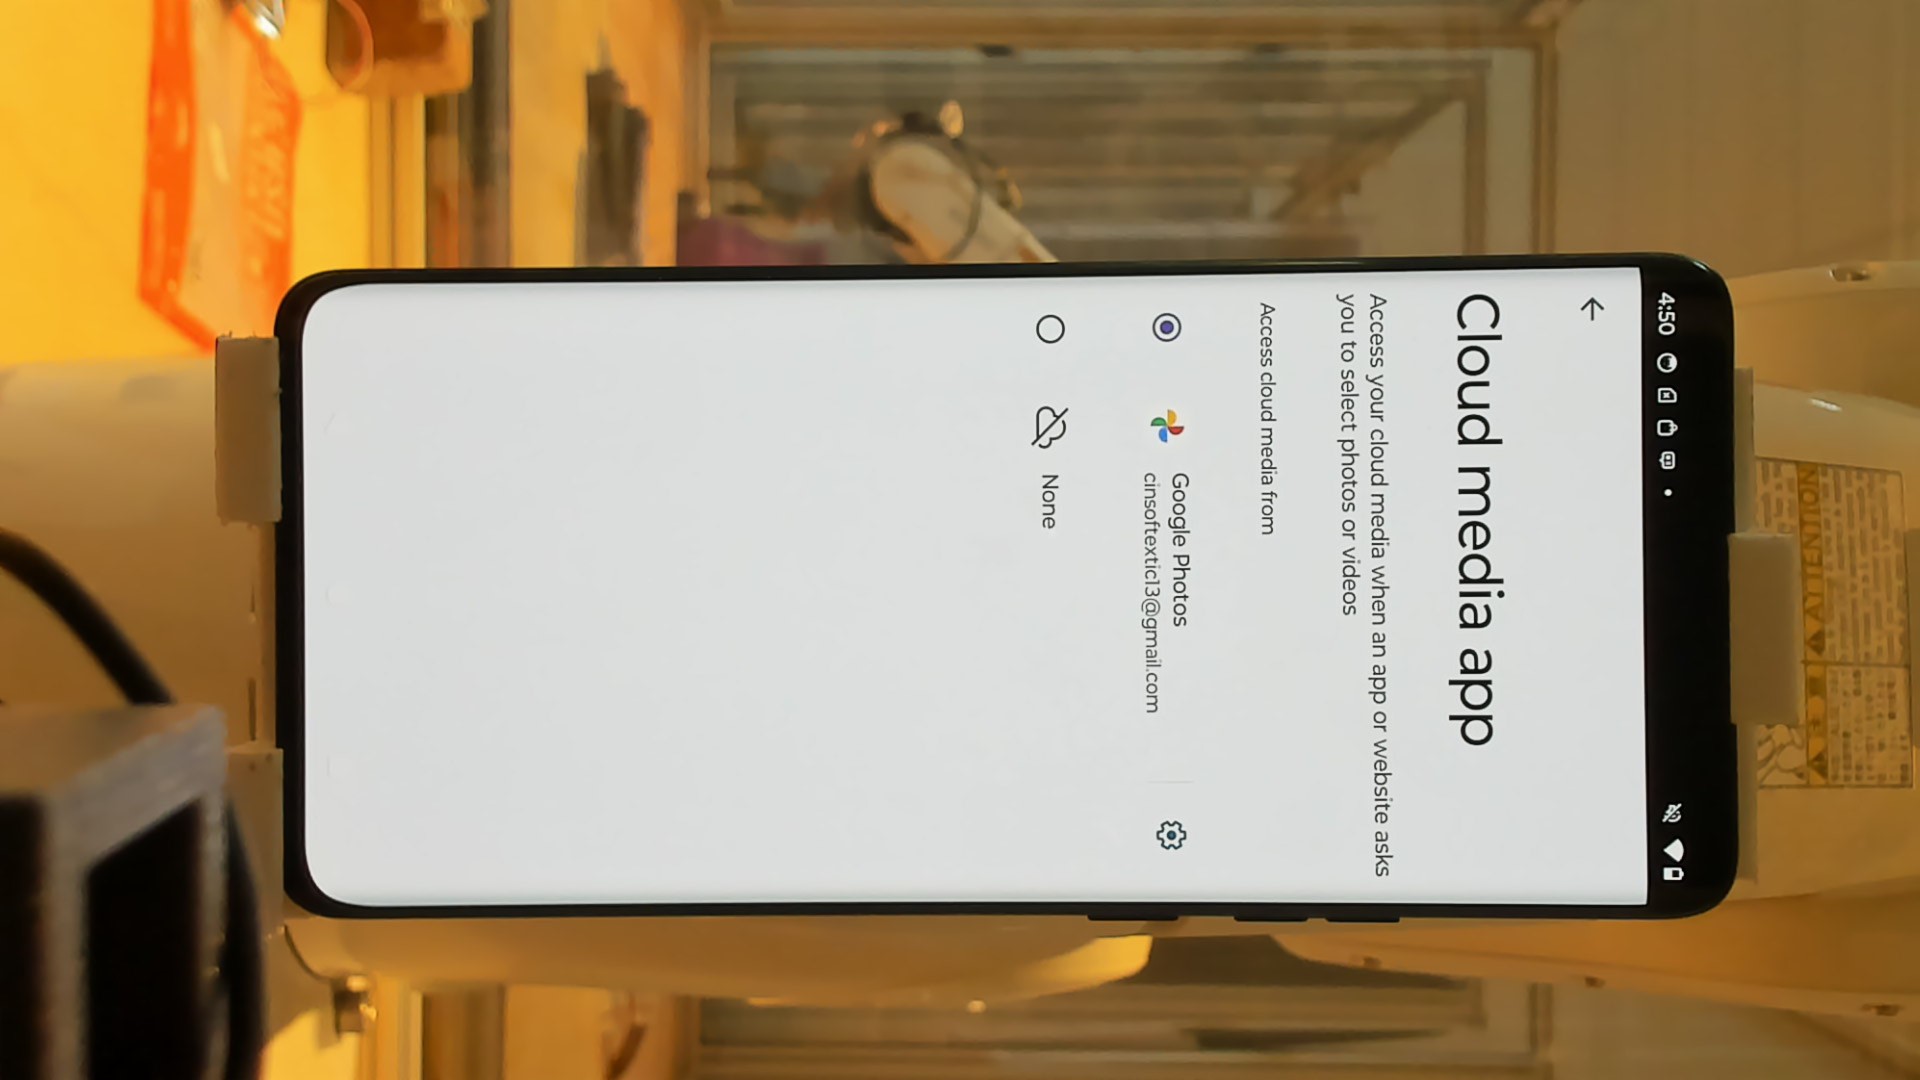 4:50
Cloud media app
Access your cloud media when an app or website asks
you to select photos or videos
Access cloud media from
Google Photos
cinsoftextic13@gmail.com
None